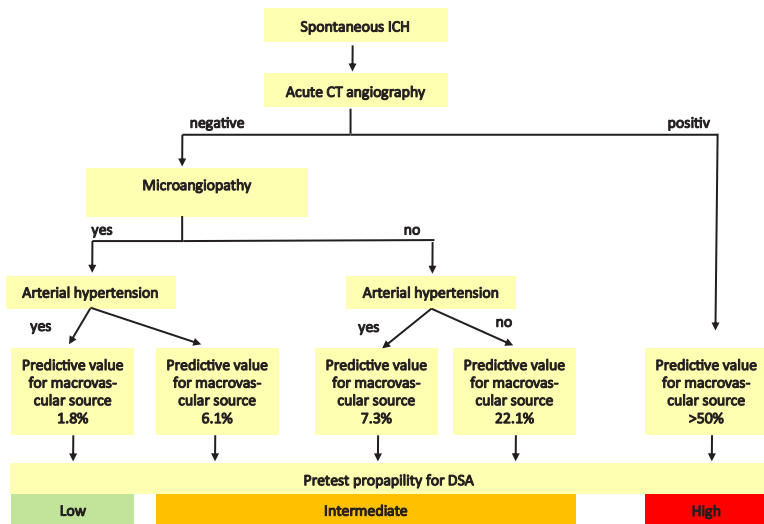 Spontaneous ICH
Acute CT angiography
negative
positiv
Microangiopathy
yes
no
Arterial hypertension
Arterial hypertension
yes
yes
no
Predictive value
for macrovas-
cular source
1.8%
Predictive value
for macrovas-
cular source
6.1%
Predictive value
for macrovas-
cular source
7.3%
Predictive value
for macrovas-
cular source
22.1%
Predictive value
for macrovas-
cular source
>50%
Pretest propapility for DSA
Low
Intermediate
High